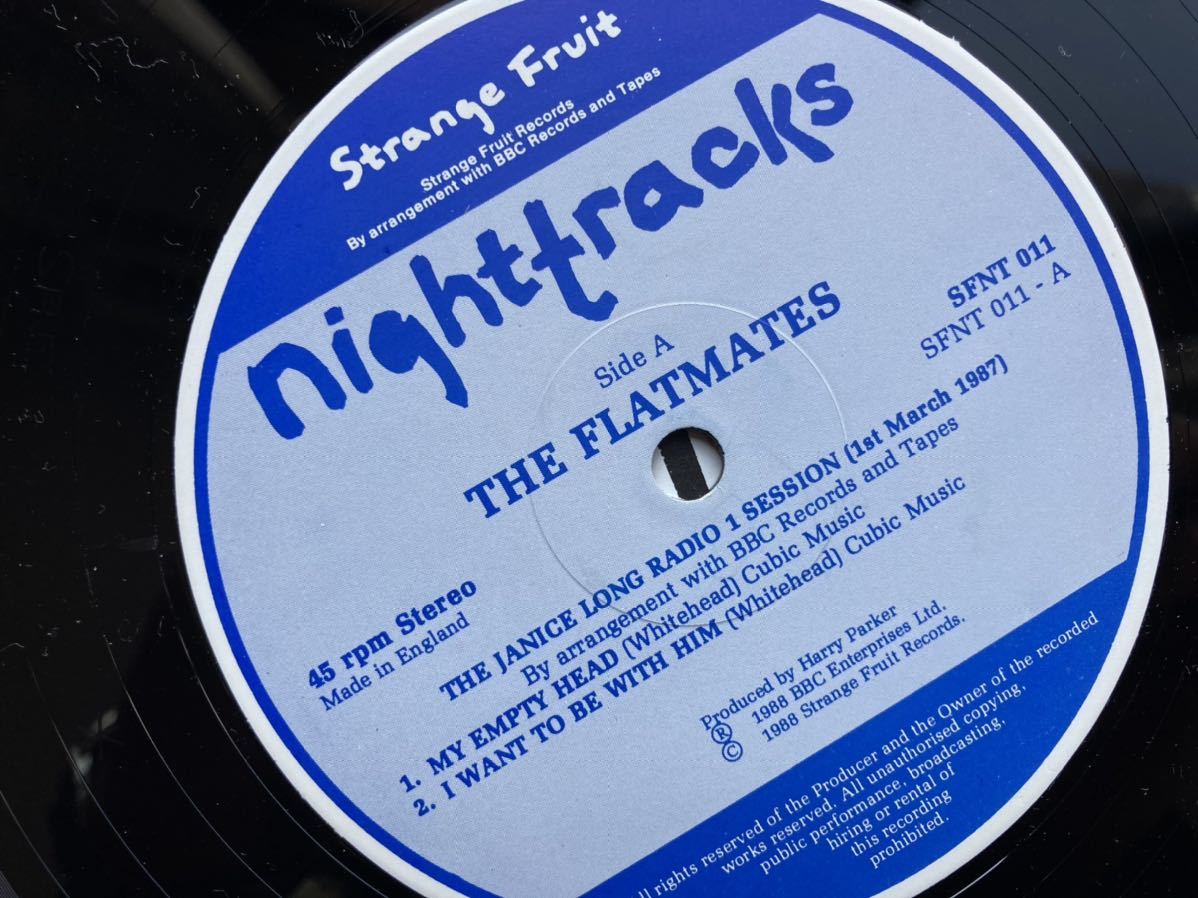 Strange Fruit
Strange Fruit Records
By arrangement with BBC Records and Tapes
nighttracks
SFNT 011
SFNT 011 - A
Side A
THE FLATMATES
45 rpm Stereo
Made in England
THE JANICE LONG RADIO 1 SESSION (1st March 1987)
By arrangement with BBC Records and Tapes
1. MY EMPTY HEAD (Whitehead) Cubic Music
2. I WANT TO BE WITH HIM (Whitehead) Cubic Music
Produced by Harry Parker
Ⓡ 1988 BBC Enterprises Ltd.
© 1988 Strange Fruit Records.
ll rights reserved of the Producer and the Owner of the recorded
works reserved. All unauthorised copying,
public performance, broadcasting,
hiring or rental of
this recording
prohibited.